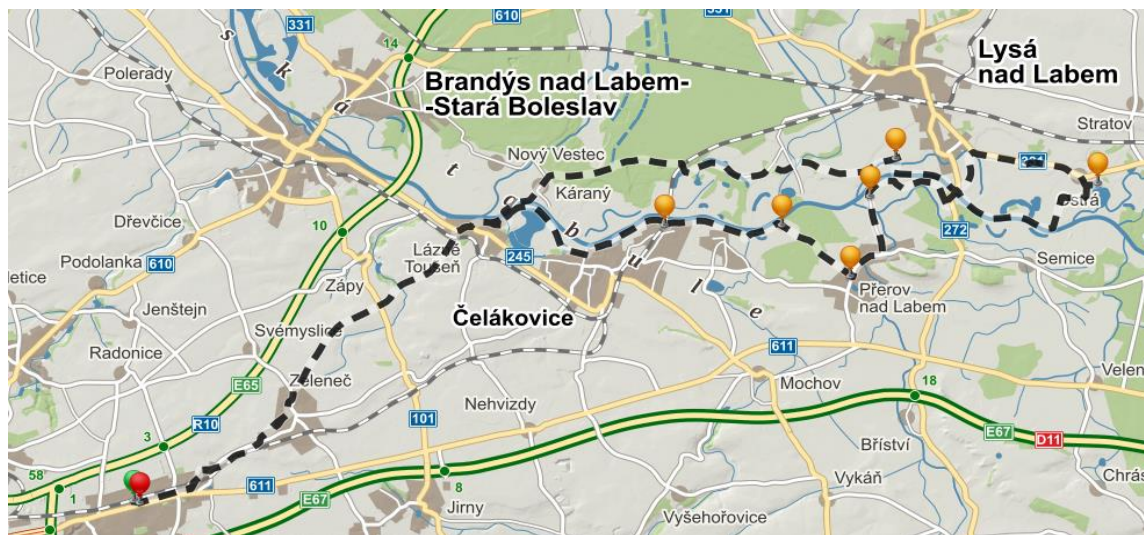 331
610
331
14
Polerady
Brandýs nad Labem-
-Stará Boleslav
Lysá
nad Labem
Stratov
Nový Vestec
Káraný
331
Dřevčice
10
Lázně
Toušeň
245
272
Semice
Podolanka
610
Zápy
Přerov
nad Labem
Jenštejn
Svémyslice
Čelákovice
Radonice
E65
611
Zeleneč
Mochov
18
R10
101
Nehvizdy
3
E67
D11
Bříství
58
1
611
E67
8
Jirny
Vykáň
Vyšehořovice